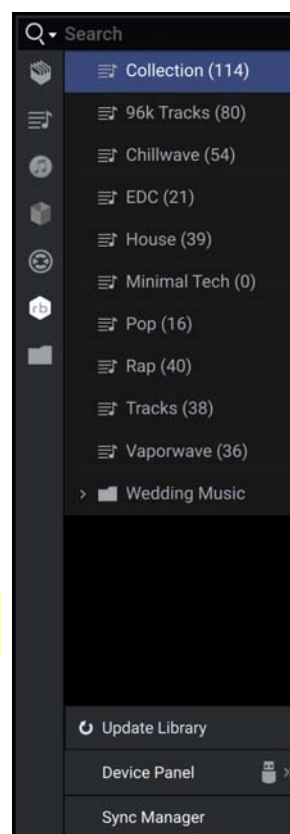 Search
Collection (114)
96k Tracks (80)
Chillwave (54)
EDC (21)
House (39)
Minimal Tech (0)
rb
Pop (16)
Rap (40)
Tracks (38)
Vaporwave (36)
Wedding Music
Update Library
Device Panel
Sync Manager